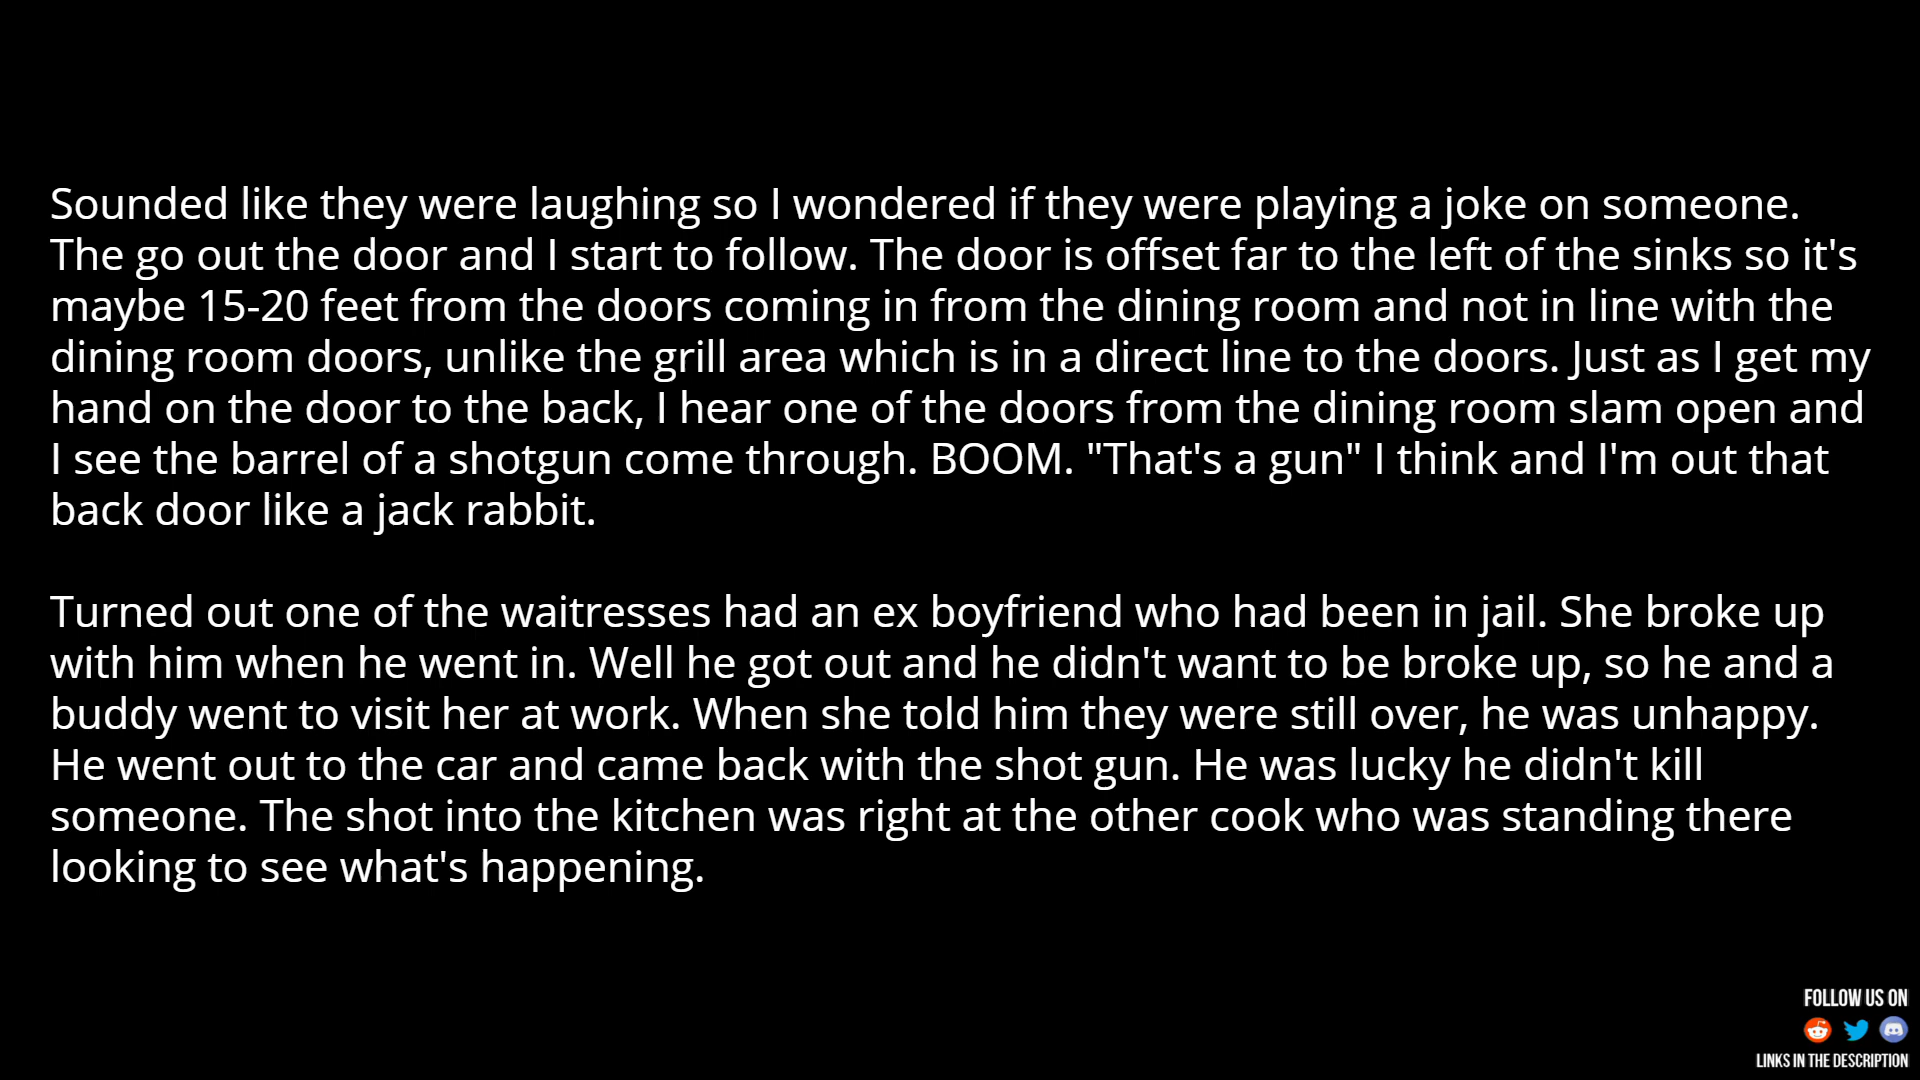 Sounded like they were laughing so I wondered if they were playing a joke on someone.
The go out the door and I start to follow. The door is offset far to the left of the sinks so it's
maybe 15-20 feet from the doors coming in from the dining room and not in line with the
dining room doors, unlike the grill area which is in a direct line to the doors. Just as I get my
hand on the door to the back, I hear one of the doors from the dining room slam open and
I see the barrel of a shotgun come through. BOOM. "That's a gun" I think and I'm out that
back door like a jack rabbit.
Turned out one of the waitresses had an ex boyfriend who had been in jail. She broke up
with him when he went in. Well he got out and he didn't want to be broke up, so he and a
buddy went to visit her at work. When she told him they were still over, he was unhappy.
He went out to the car and came back with the shot gun. He was lucky he didn't kill
someone. The shot into the kitchen was right at the other cook who was standing there
looking to see what's happening.
FOLLOW US ON
LINKS IN THE DESCRIPTION